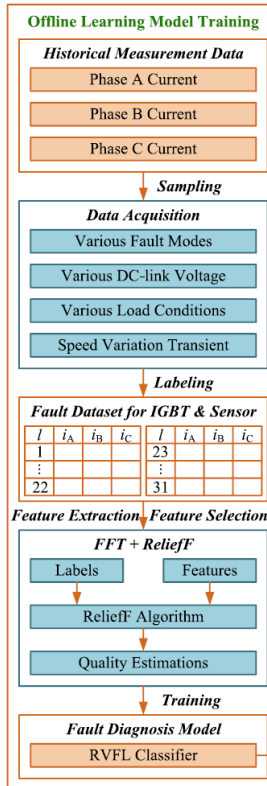 Offline Learning Model Training
Historical Measurement Data
Phase A Current
Phase B Current
Phase C Current
Sampling
Data Acquisition
Various Fault Modes
Various DC-link Voltage
Various Load Conditions
Speed Variation Transient
Labeling
Fault Dataset for IGBT & Sensor
l iA iB iC l iA iB iC
1 23
⋮ ⋮
22 31
Feature Extraction Feature Selection
FFT + ReliefF
Labels Features
ReliefF Algorithm
Quality Estimations
Training
Fault Diagnosis Model
RVFL Classifier